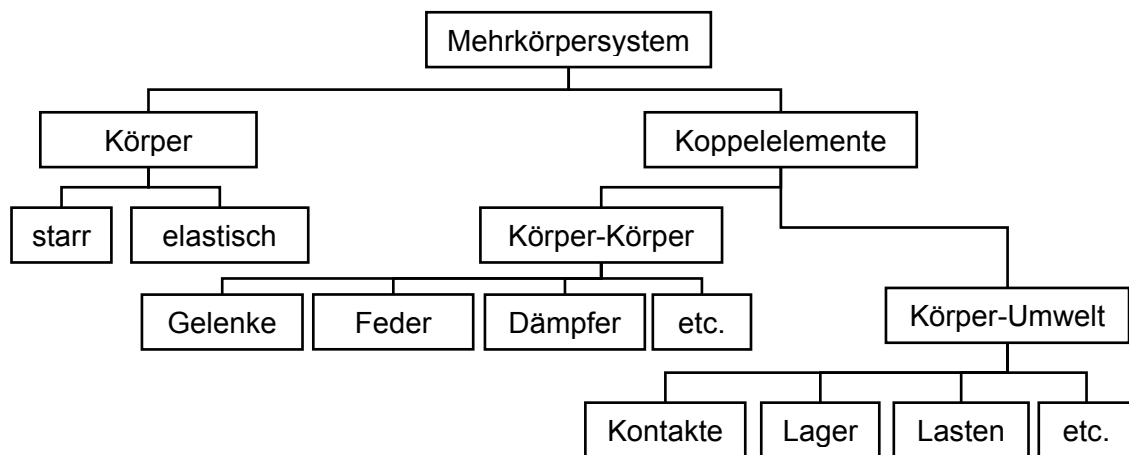 Mehrkörpersystem
Körper
Koppelelemente
starr
elastisch
Körper-Körper
Gelenke
Feder
Dämpfer
etc.
Körper-Umwelt
Kontakte
Lager
Lasten
etc.